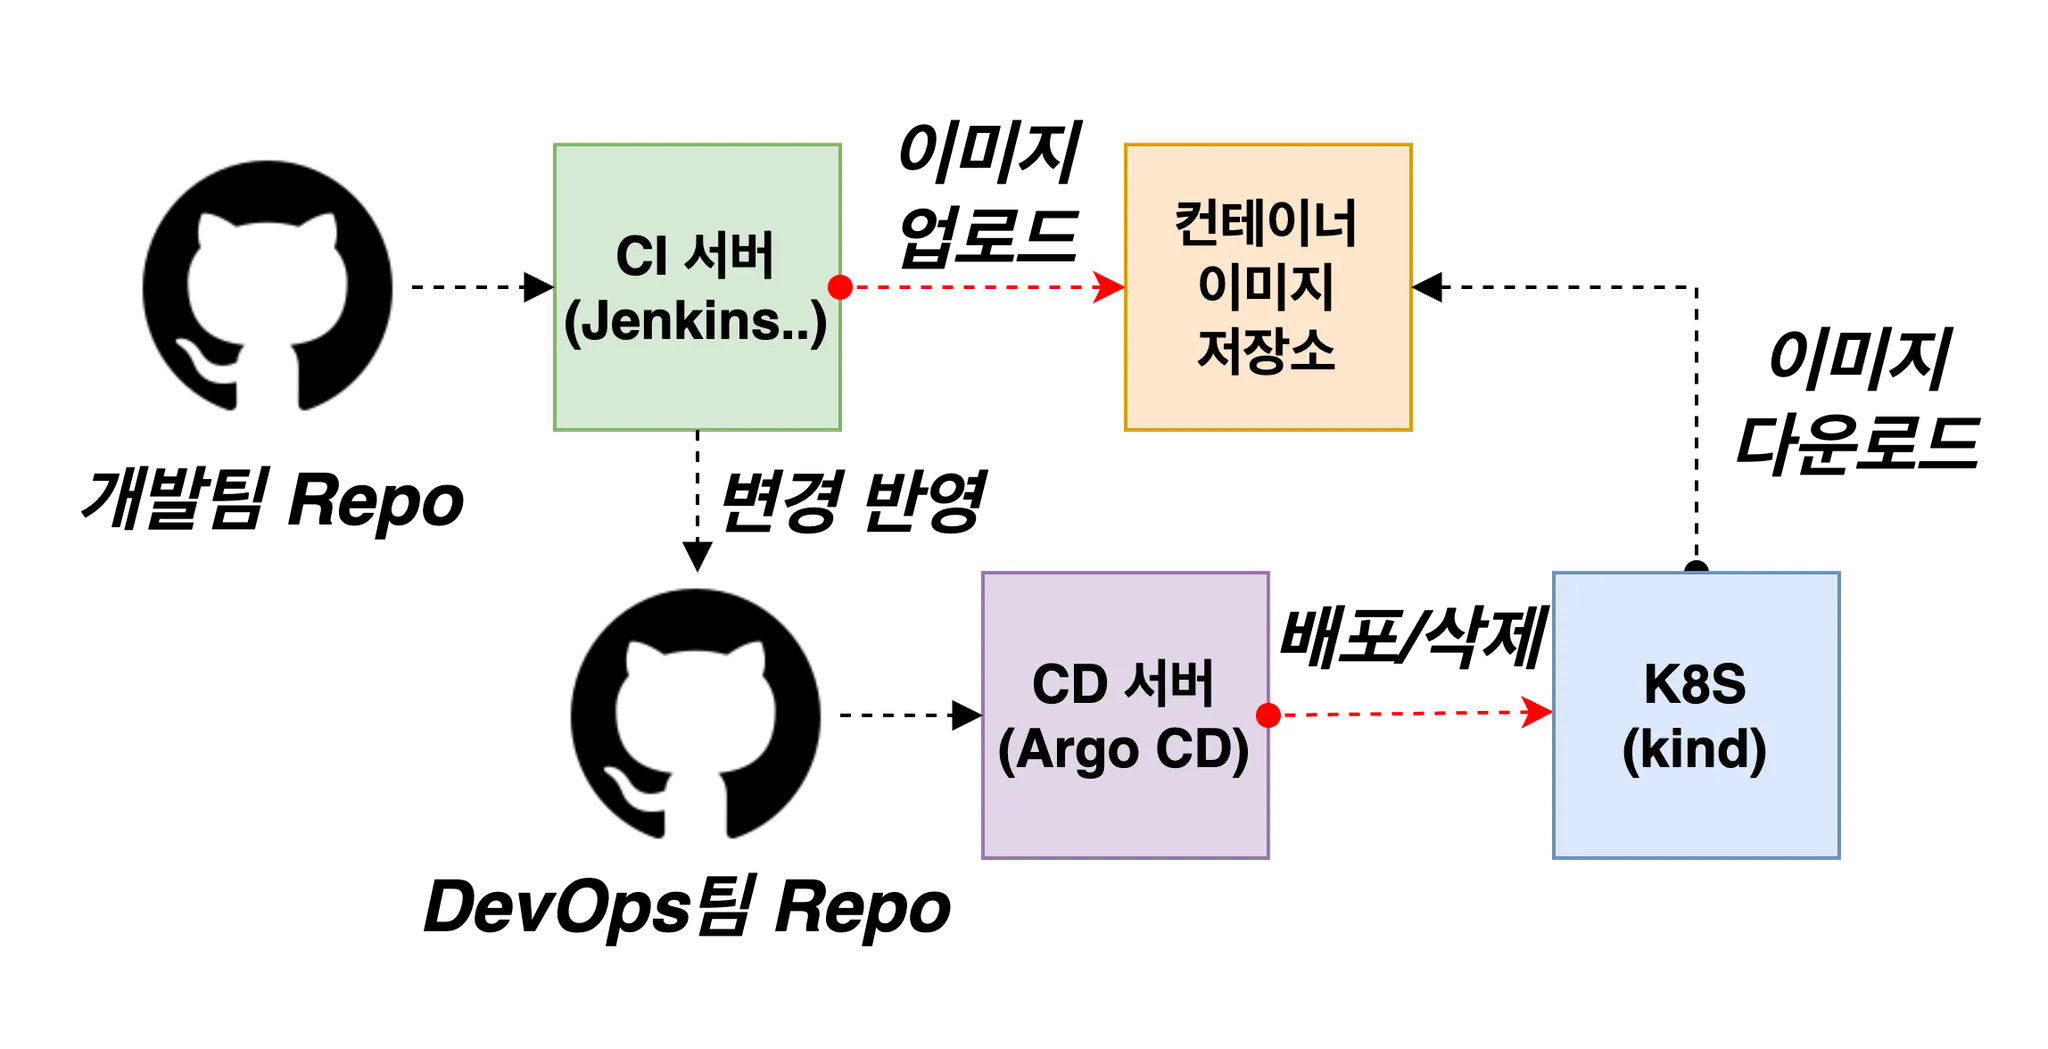 이미지
업로드
CI 서버
(Jenkins..)
컨테이너
이미지
저장소
이미지
다운로드
개발팀 Repo
변경 반영
CD 서버
(Argo CD)
배포/삭제
K8S
(kind)
DevOps팀 Repo